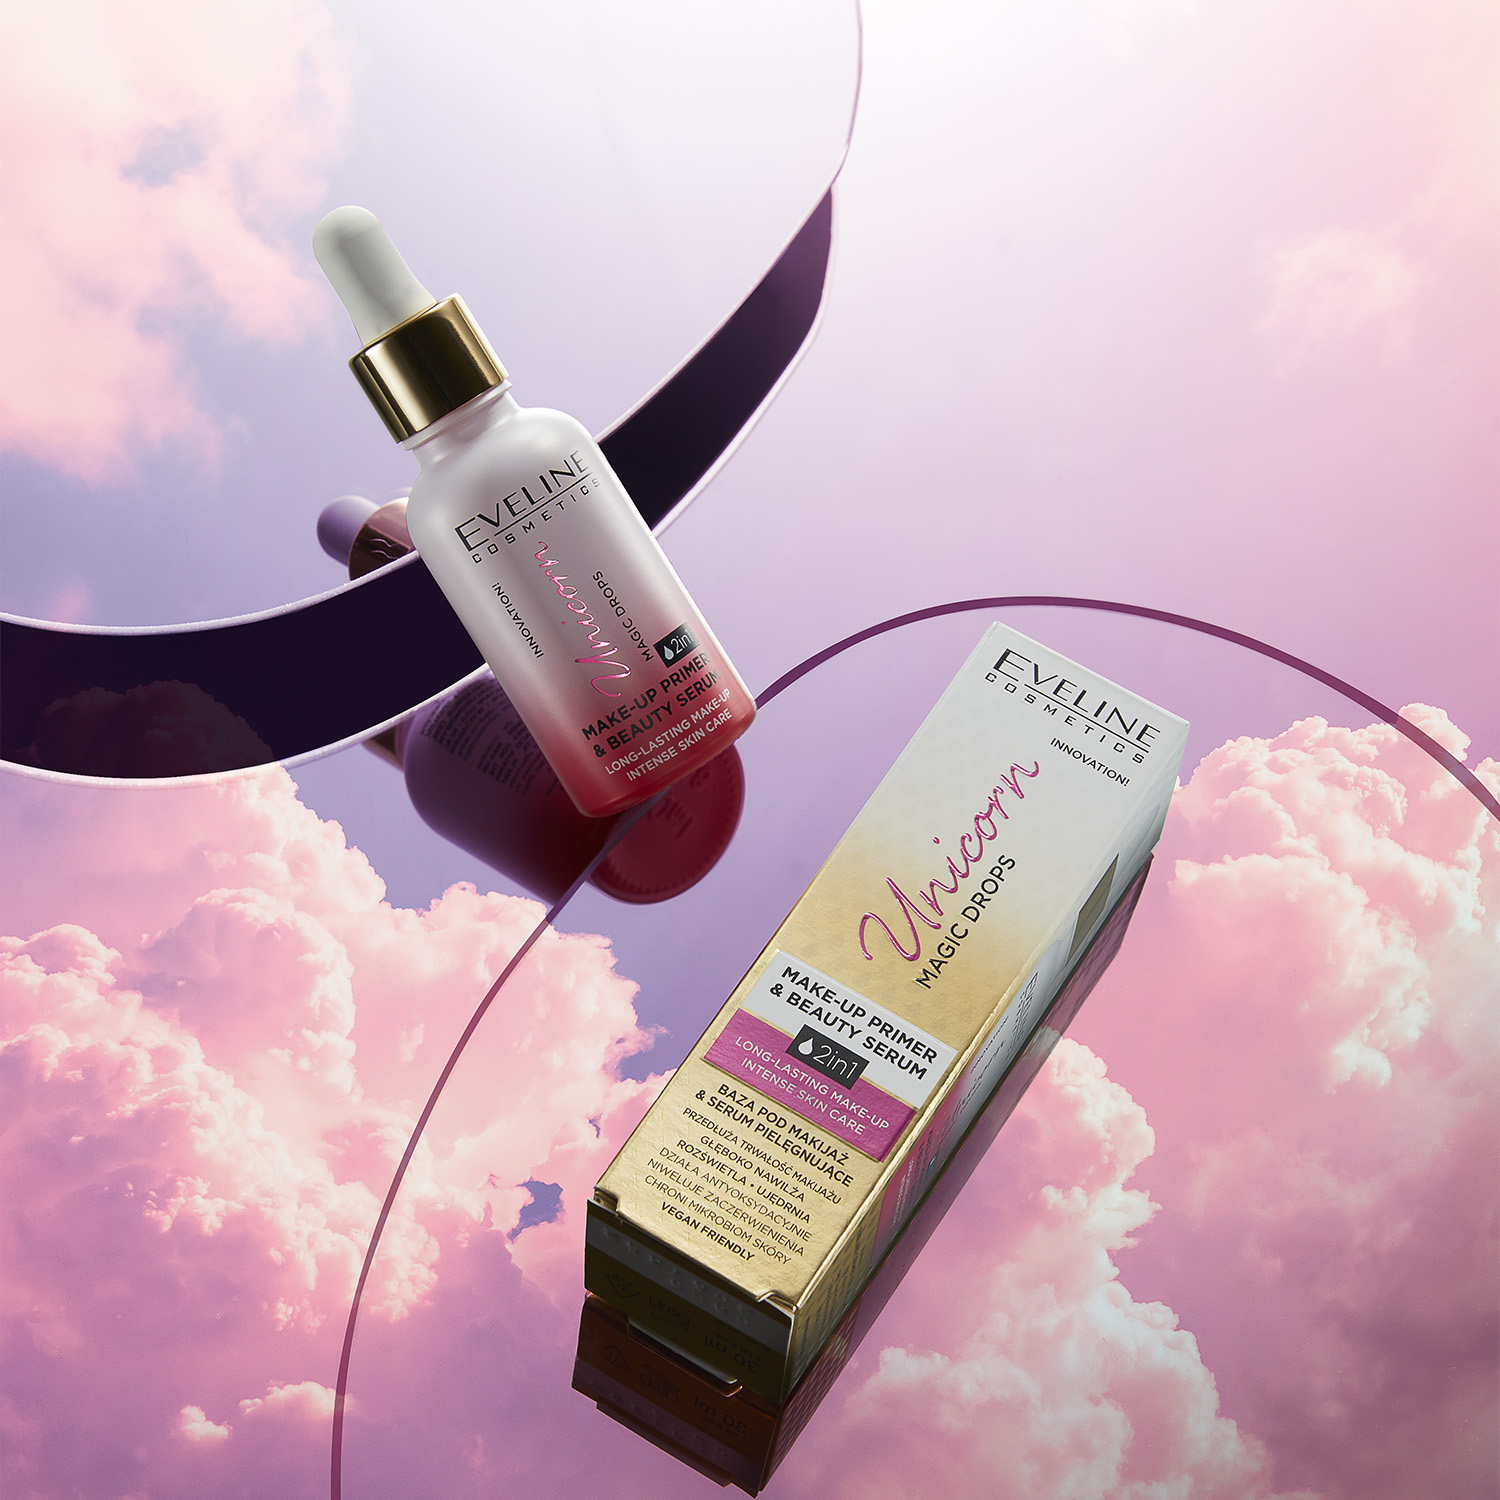 EVELINE
COSMETICS
INNOVATION!
Unicorn
MAGIC DROPS
2in1
MAKE-UP PRIMER
& BEAUTY SERUM
LONG-LASTING MAKE-UP
INTENSE SKIN CARE
EVELINE
COSMETICS
INNOVATION!
Unicorn
MAGIC DROPS
MAKE-UP PRIMER
& BEAUTY SERUM
2in1
LONG-LASTING MAKE-UP
INTENSE SKIN CARE
BAZA POD MAKIJAŻ
& SERUM PIELĘGNUJĄCE
PRZEDŁUŻA TRWAŁOŚĆ MAKIJAŻU
GŁĘBOKO NAWILŻA
ROZŚWIETLA • UJĘDRNIA
DZIAŁA ANTYOKSYDACYJNIE
NIWELUJE ZACZERWIENIENIA
CHRONI MIKROBIOM SKÓRY
VEGAN FRIENDLY
30 ml